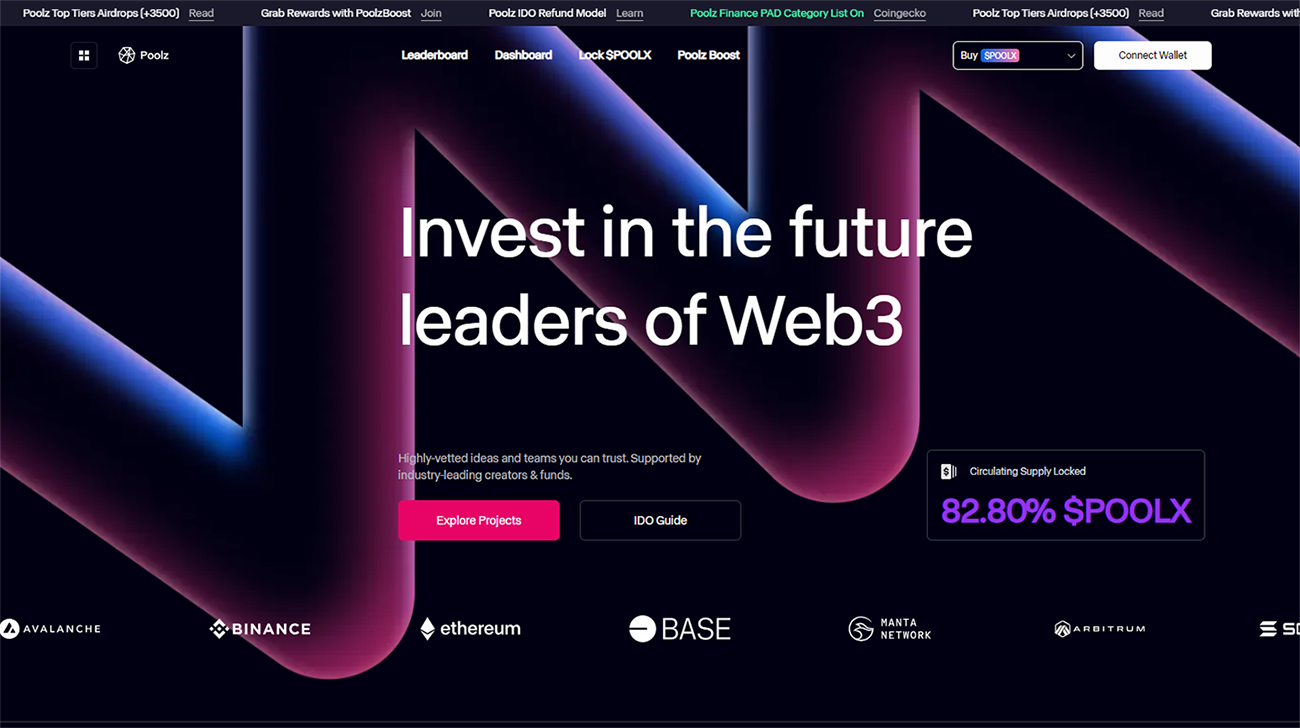 Poolz Top Tiers Airdrops (+3500) Read Grab Rewards with PoolzBoost Join Poolz IDO Refund Model Learn Poolz Finance PAD Category List On Coingecko Poolz Top Tiers Airdrops (+3500) Read Grab Rewards
Poolz Leaderboard Dashboard Lock $POOLX Poolz Boost Buy $POOLX Connect Wallet
Invest in the future
leaders of Web3
Highly-vetted ideas and teams you can trust. Supported by
industry-leading creators & funds.
Explore Projects IDO Guide
Circulating Supply Locked
82.80% $POOLX
AVALANCHE BINANCE ethereum BASE MANTA
NETWORK ARBITRUM